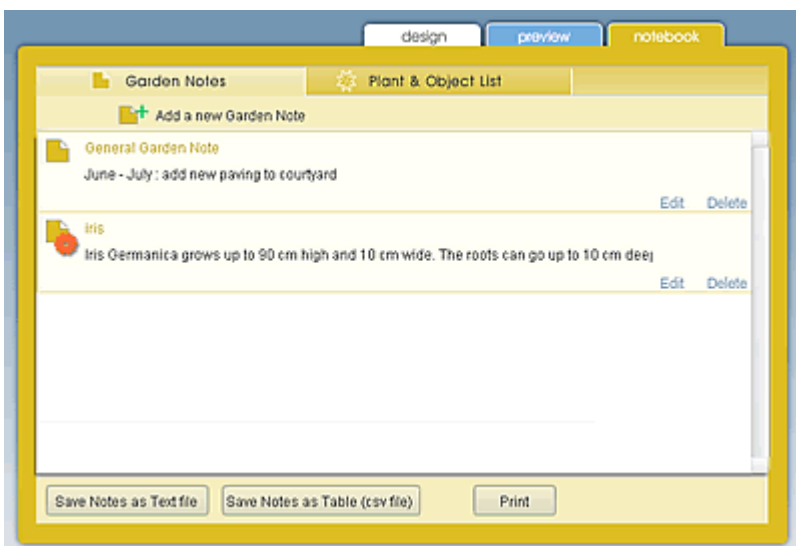 design preview notebook
Garden Notes Plant & Object List
Add a new Garden Note
General Garden Note
June - July : add new paving to courtyard
Edit Delete
Iris
Iris Germanica grows up to 90 cm high and 10 cm wide. The roots can go up to 10 cm deep
Edit Delete
Save Notes as Text file Save Notes as Table (csv file) Print